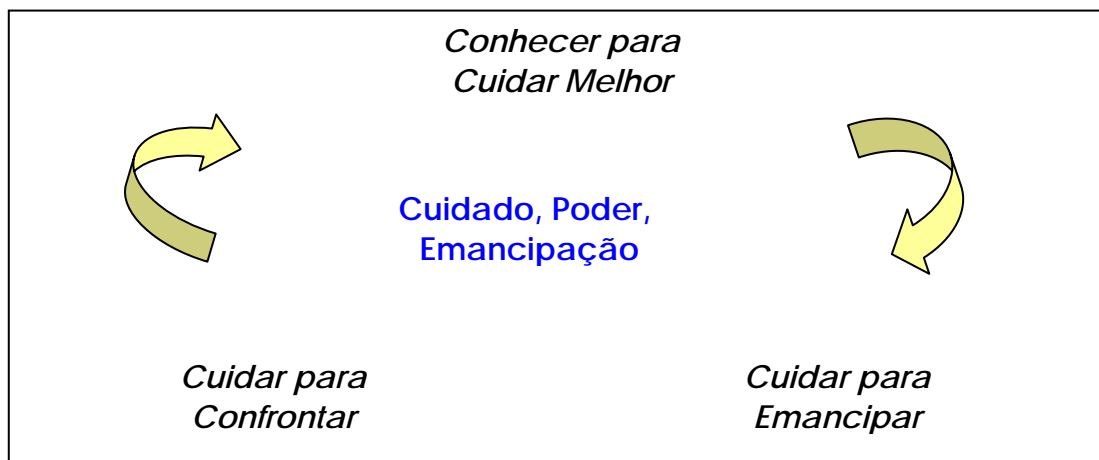 Conhecer para
Cuidar Melhor
Cuidado, Poder,
Emancipação
Cuidar para
Confrontar
Cuidar para
Emancipar